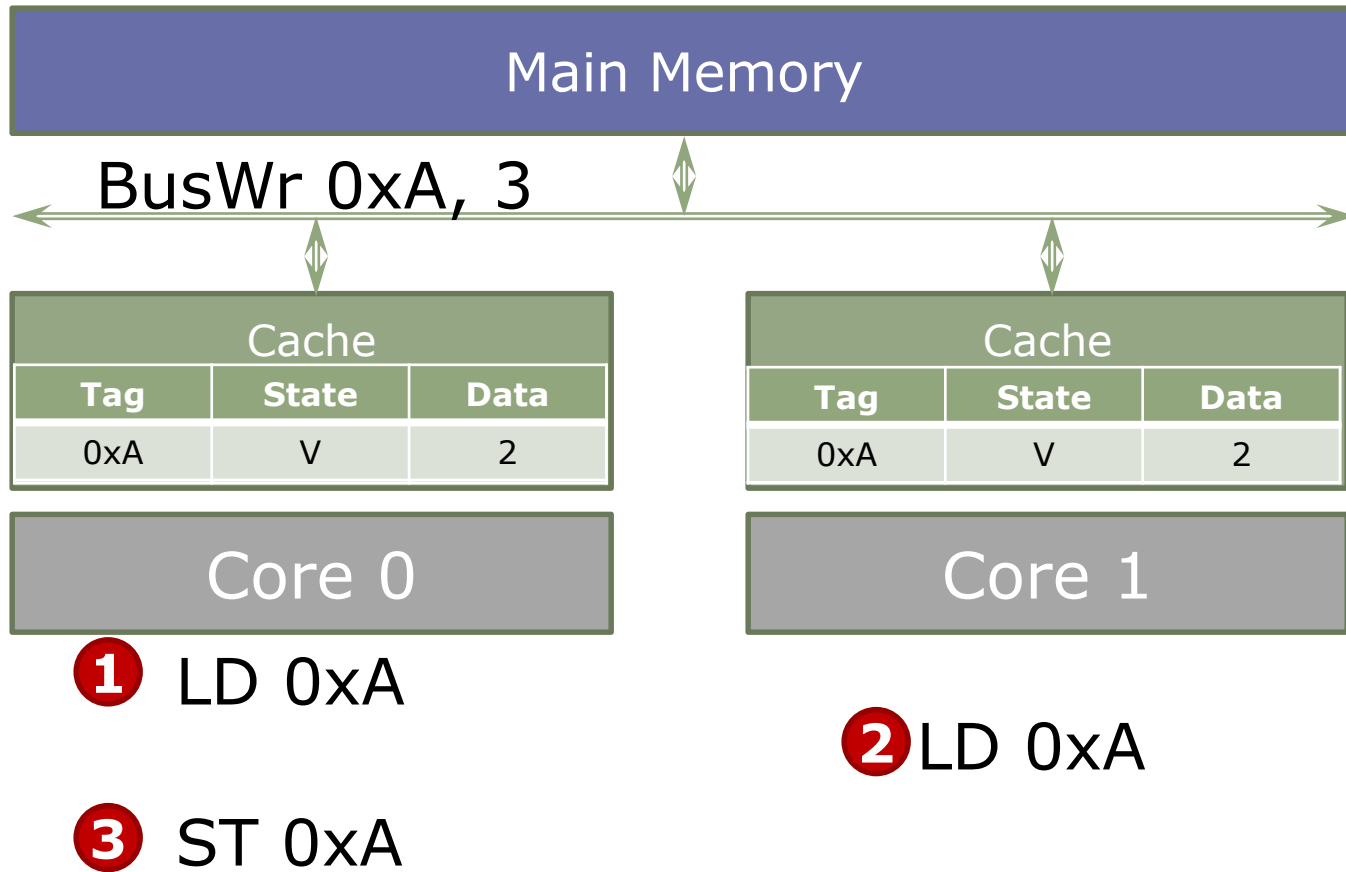 Main Memory
BusWr 0xA, 3
Cache
Tag State Data
0xA V 2
Cache
Tag State Data
0xA V 2
Core 0
Core 1
1 LD 0xA
2 LD 0xA
3 ST 0xA